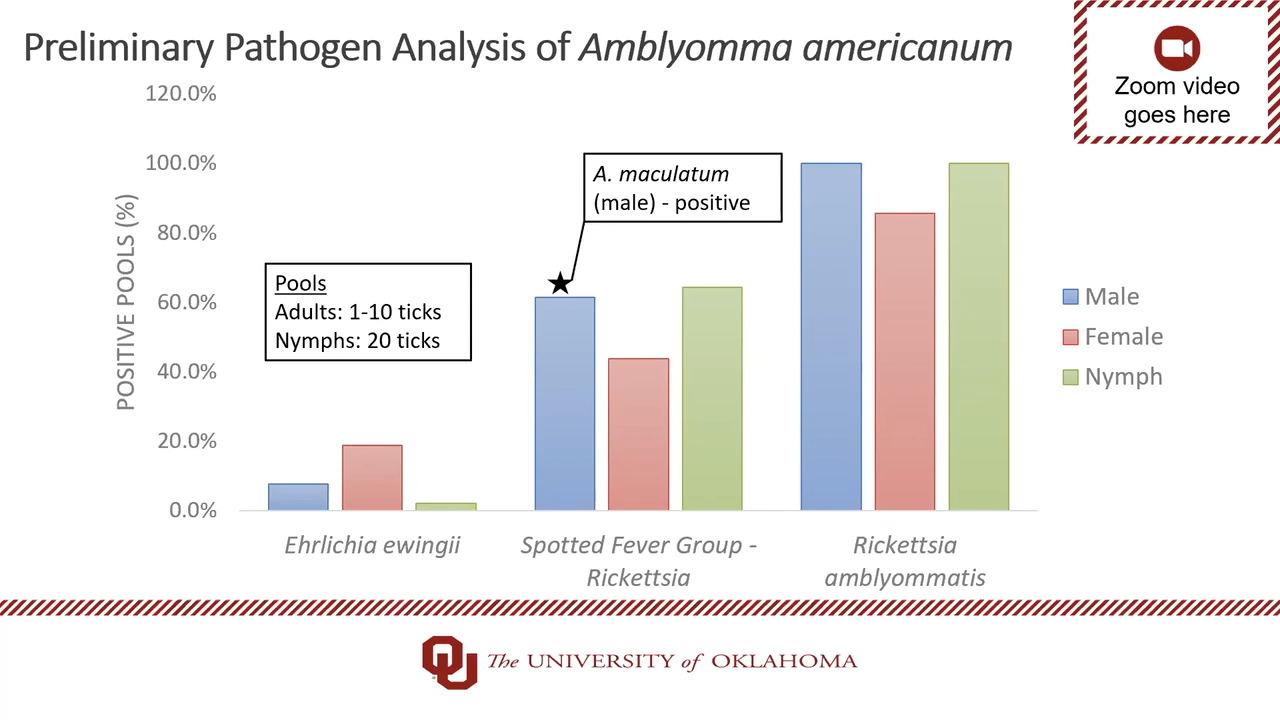 Preliminary Pathogen Analysis of Amblyomma americanum
Zoom video
goes here
POSITIVE POOLS (%)
120.0%
100.0%
80.0%
60.0%
40.0%
20.0%
0.0%
Pools
Adults: 1-10 ticks
Nymphs: 20 ticks
A. maculatum
(male) - positive
Male
Female
Nymph
Ehrlichia ewingii
Spotted Fever Group -
Rickettsia
Rickettsia
amblyommatis
OU The UNIVERSITY of OKLAHOMA